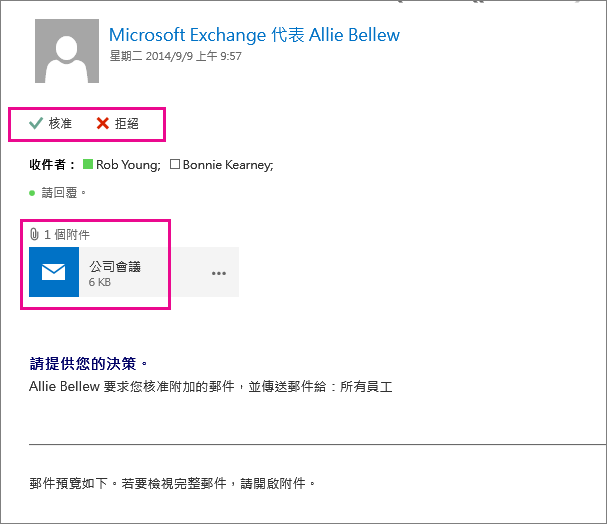 Microsoft Exchange 代表 Allie Bellew
星期二 2014/9/9 上午 9:57
核准 拒絕
收件者： Rob Young; Bonnie Kearney;
請回覆。
1 個附件
公司會議
6 KB
請提供您的決策。
Allie Bellew 要求您核准附加的郵件，並傳送郵件給：所有員工
郵件預覽如下。若要檢視完整郵件，請開啟附件。